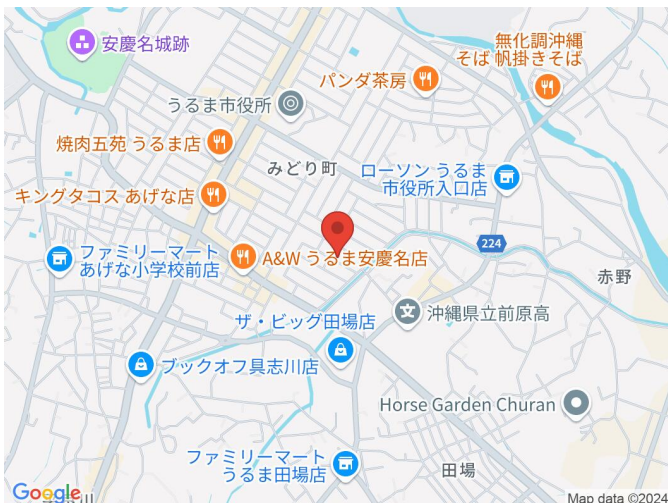 安慶名城跡
無化調沖縄
そば 帆掛きそば
パンダ茶房
うるま市役所
焼肉五苑 うるま店
みどり町
ローソン うるま
市役所入口店
キングタコス あげな店
224
ファミリーマート
あげな小学校前店
A&W うるま安慶名店
赤野
沖縄県立前原高
ザ・ビッグ田場店
ブックオフ具志川店
Horse Garden Churan
ファミリーマート
うるま田場店
田場
Google
川
Map data ©2024